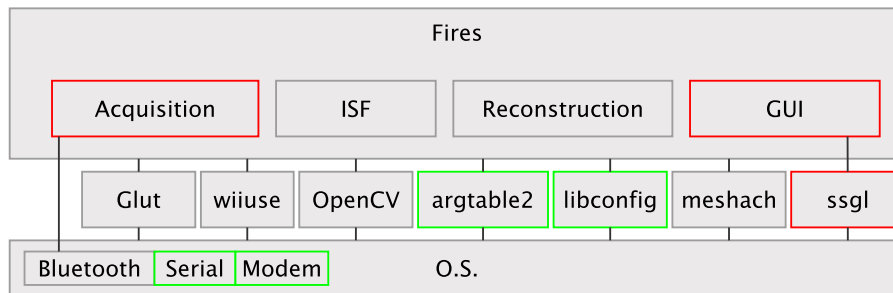 Fires
Acquisition ISF Reconstruction GUI
Glut wiiuse OpenCV argtable2 libconfig meshach ssgl
Bluetooth Serial Modem O.S.